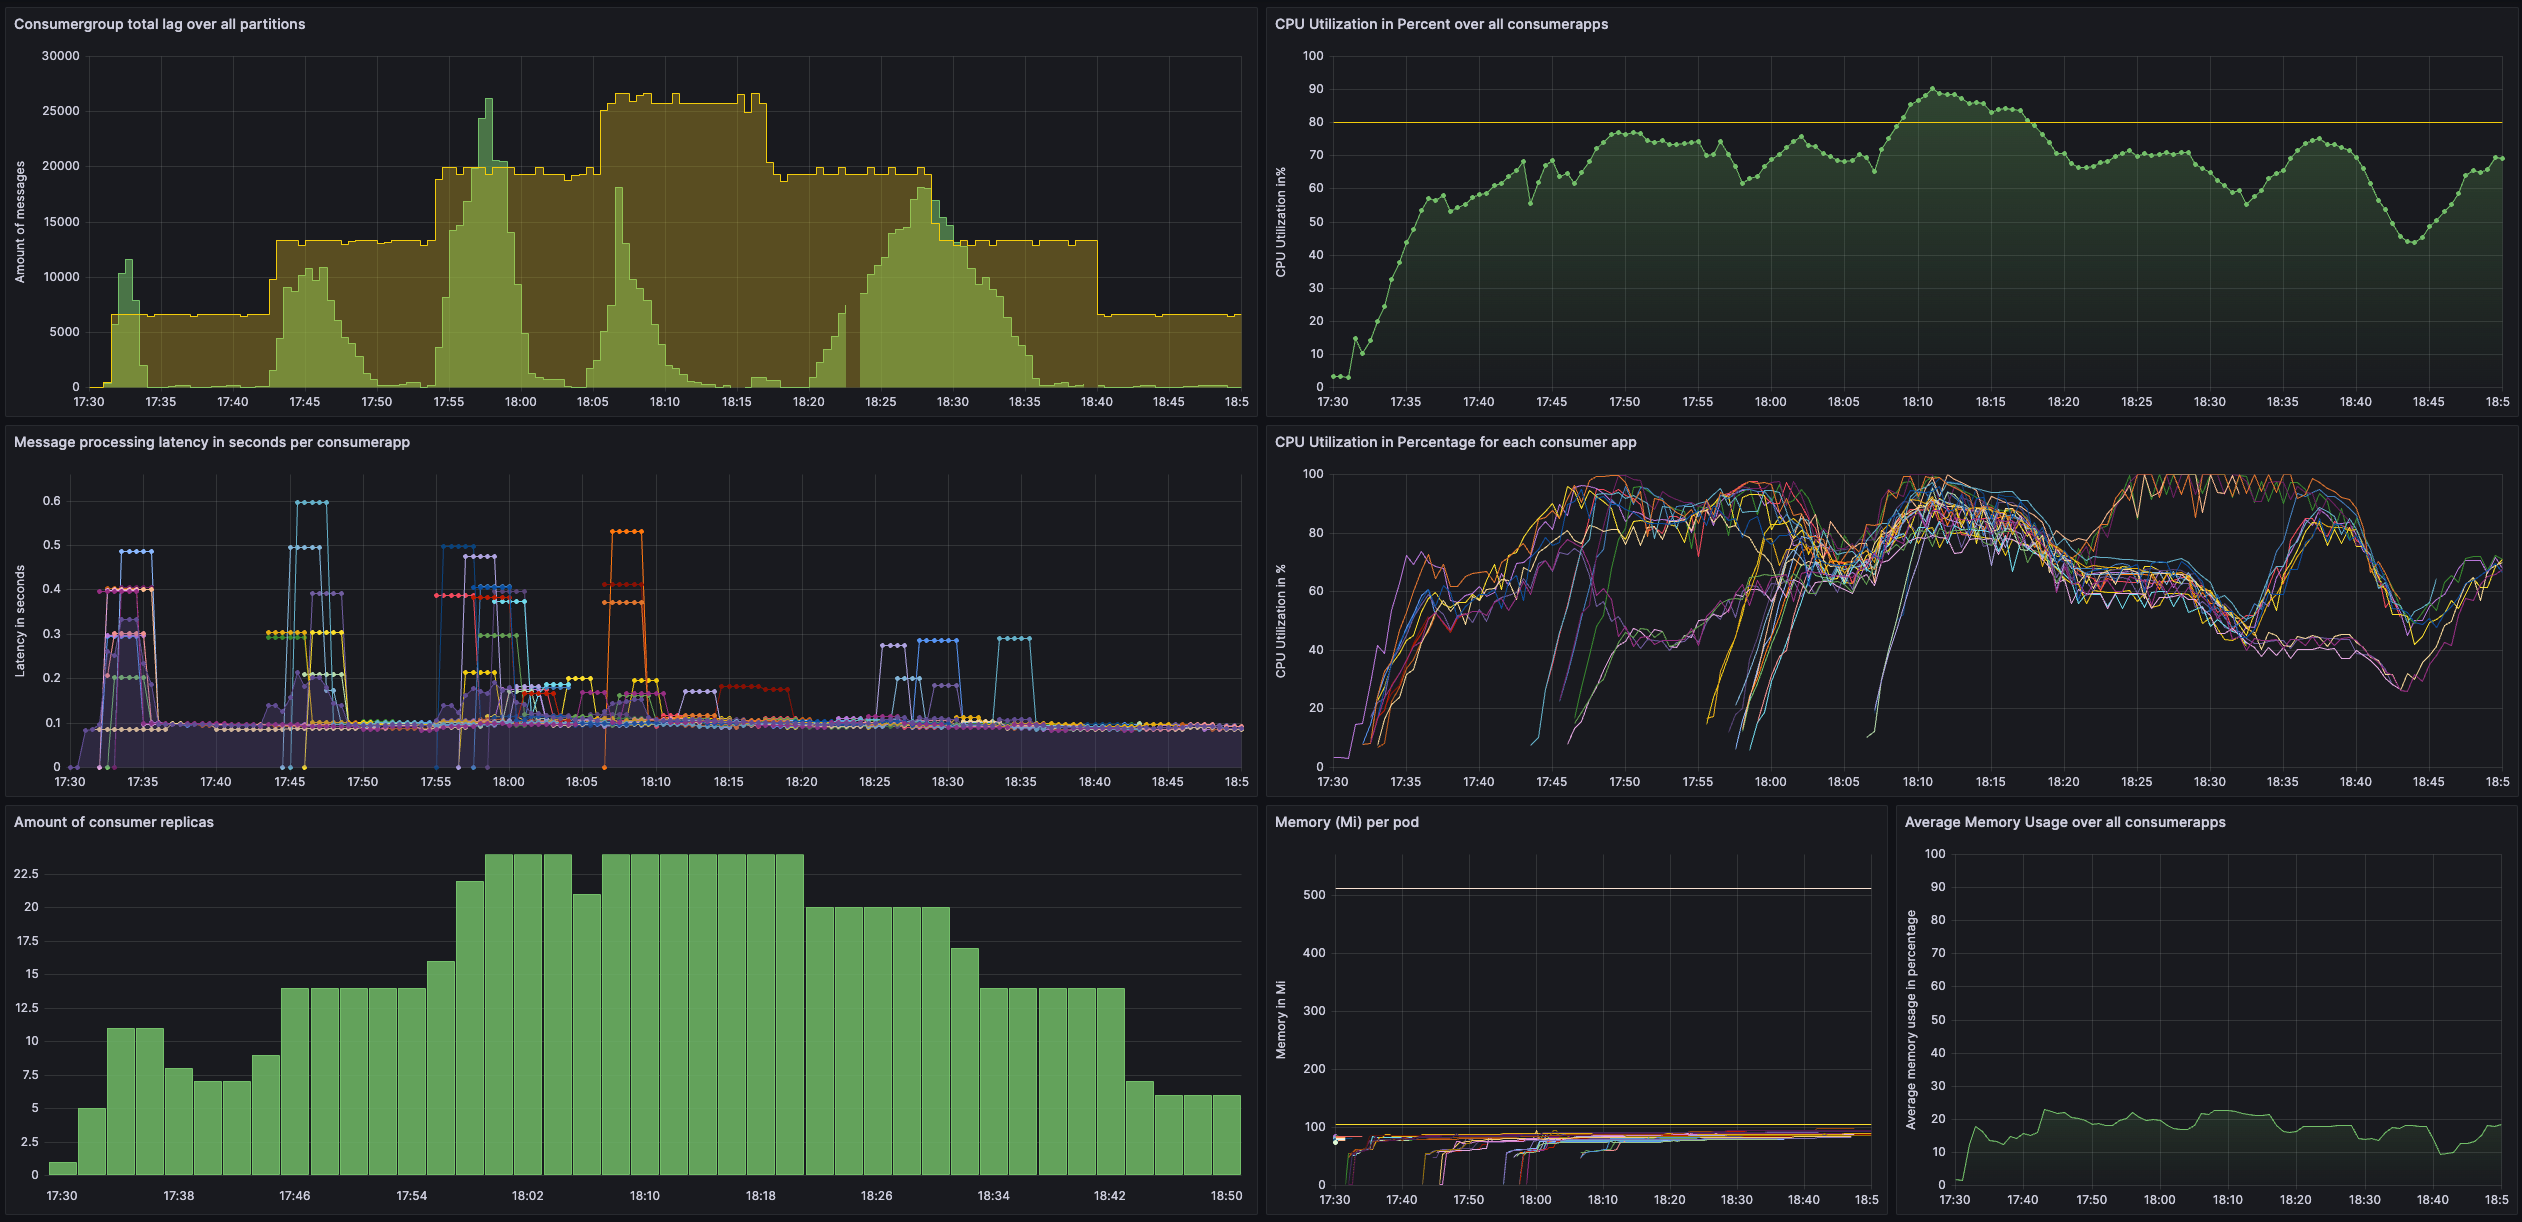 Consumergroup total lag over all partitions
Amount of messages
30000
25000
20000
15000
10000
5000
0
17:30 17:35 17:40 17:45 17:50 17:55 18:00 18:05 18:10 18:15 18:20 18:25 18:30 18:35 18:40 18:45 18:5
CPU Utilization in Percent over all consumerapps
CPU Utilization in%
100
90
80
70
60
50
40
30
20
10
0
17:30 17:35 17:40 17:45 17:50 17:55 18:00 18:05 18:10 18:15 18:20 18:25 18:30 18:35 18:40 18:45 18:5
Message processing latency in seconds per consumerapp
Latency in seconds
0.6
0.5
0.4
0.3
0.2
0.1
0
17:30 17:35 17:40 17:45 17:50 17:55 18:00 18:05 18:10 18:15 18:20 18:25 18:30 18:35 18:40 18:45 18:5
CPU Utilization in Percentage for each consumer app
CPU Utilization in %
100
80
60
40
20
0
17:30 17:35 17:40 17:45 17:50 17:55 18:00 18:05 18:10 18:15 18:20 18:25 18:30 18:35 18:40 18:45 18:5
Amount of consumer replicas
22.5
20
17.5
15
12.5
10
7.5
5
2.5
0
17:30 17:38 17:46 17:54 18:02 18:10 18:18 18:26 18:34 18:42 18:50
Memory (Mi) per pod
Memory in Mi
500
400
300
200
100
0
17:30 17:40 17:50 18:00 18:10 18:20 18:30 18:40 18:5
Average Memory Usage over all consumerapps
Average memory usage in percentage
100
90
80
70
60
50
40
30
20
10
0
17:30 17:40 17:50 18:00 18:10 18:20 18:30 18:40 18:5